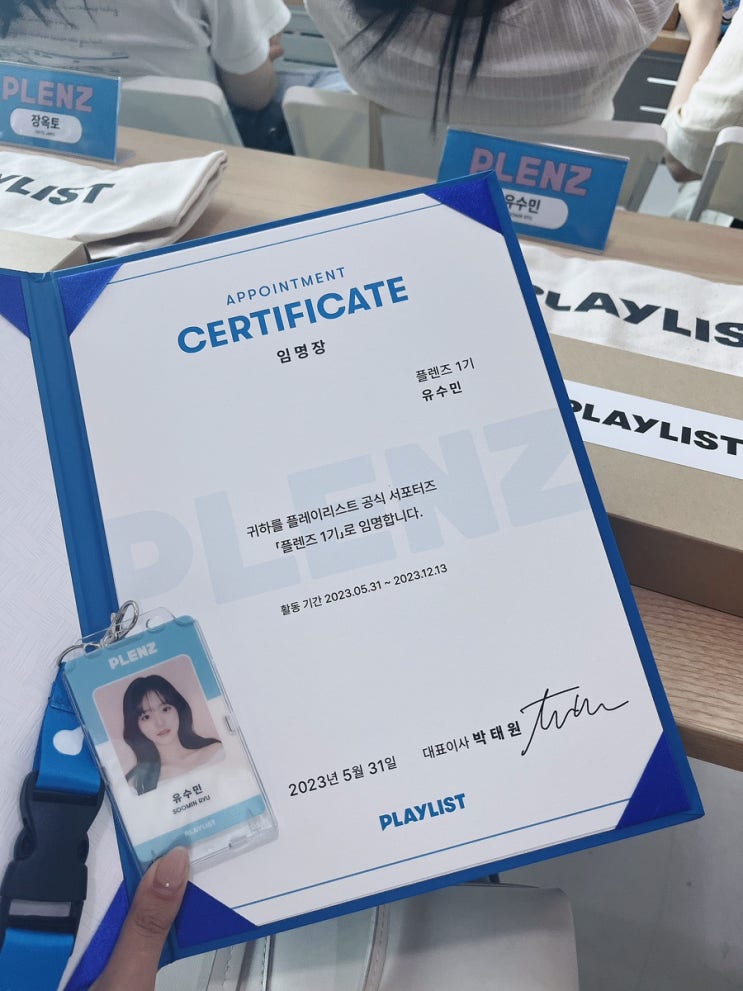 PLENZ
장옥토
PLENZ
유수민
SOOMIN RYU
YLIST
PLAYLIS
PLAYLIST
APPOINTMENT
CERTIFICATE
임명장
플렌즈 1기
유수민
PLENZ
귀하를 플레이리스트 공식 서포터즈
「플렌즈 1기」로 임명합니다.
활동 기간 2023.05.31 ~ 2023.12.13
2023년 5월 31일
대표이사 박태원
PLAYLIST
PLENZ
유수민
SOOMIN RYU
PLAYLIST